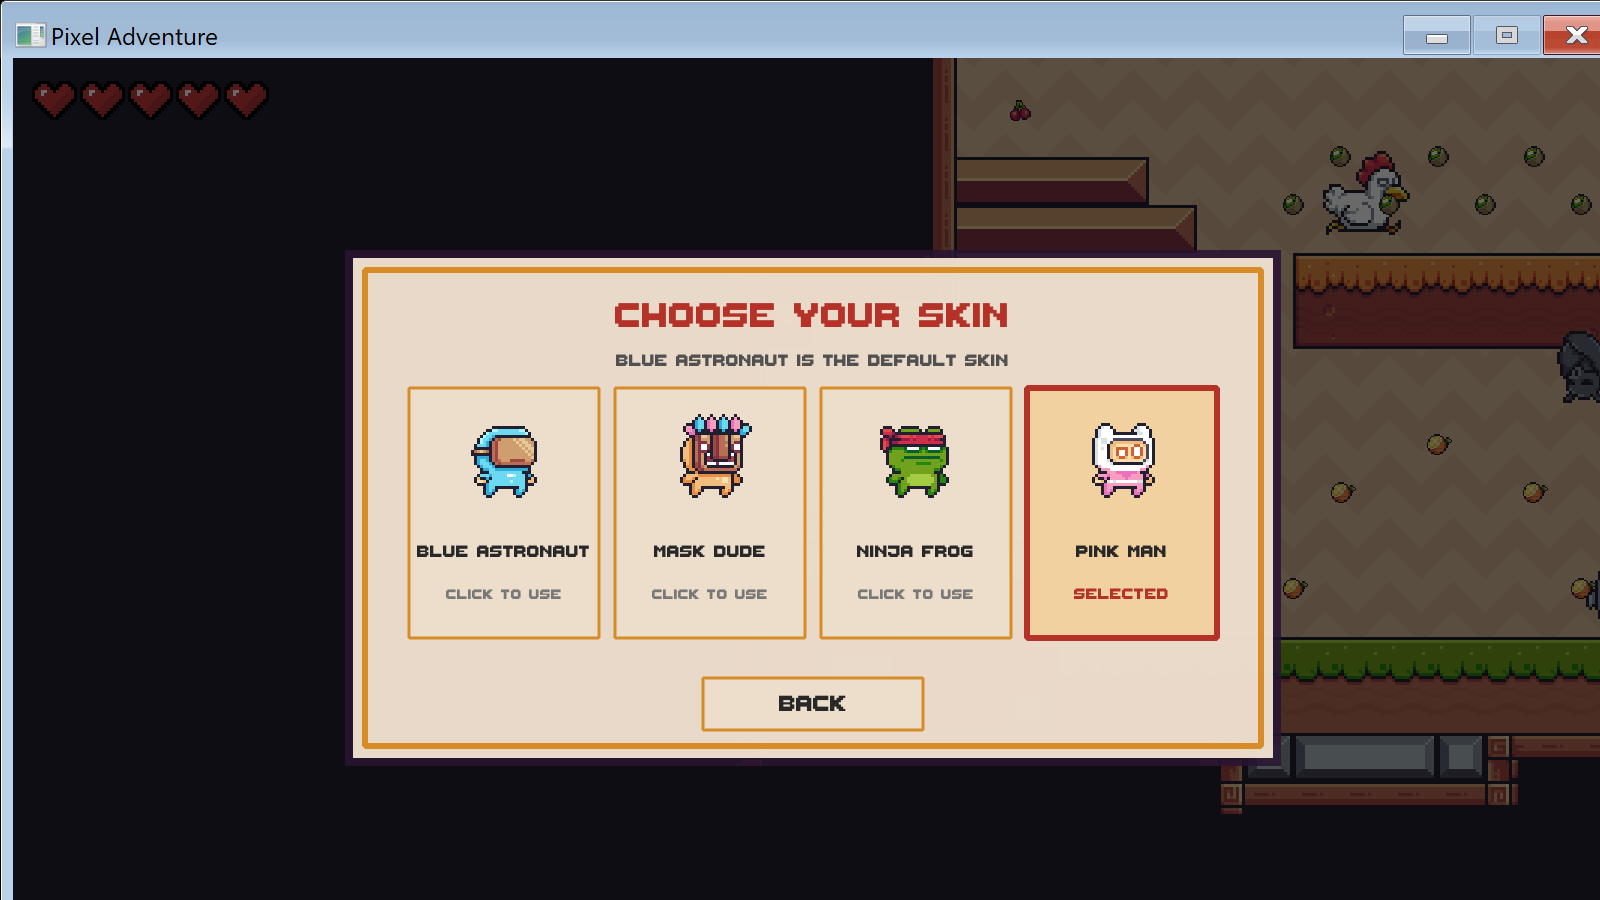 Pixel Adventure
CHOOSE YOUR SKIN
BLUE ASTRONAUT IS THE DEFAULT SKIN
BLUE ASTRONAUT
CLICK TO USE
MASK DUDE
CLICK TO USE
NINJA FROG
CLICK TO USE
PINK MAN
SELECTED
BACK